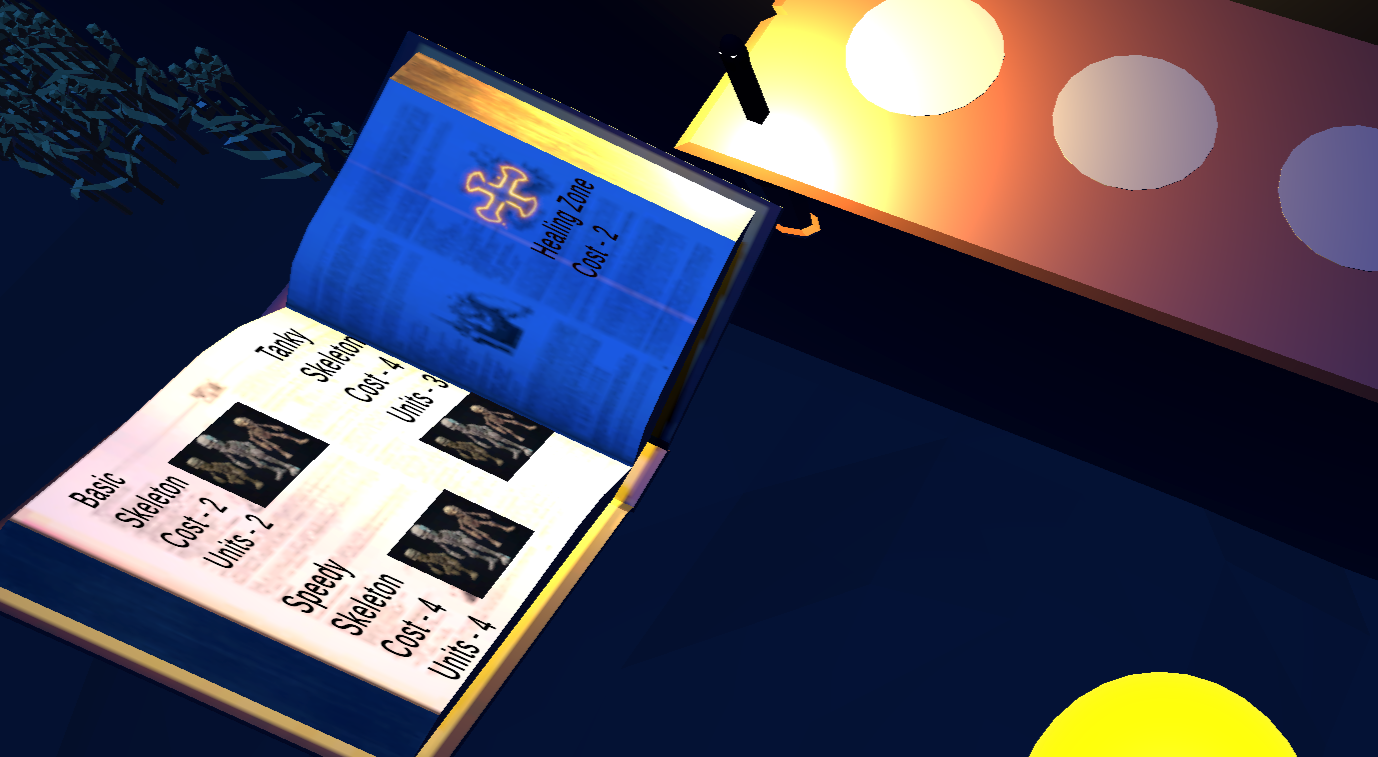 Healing Zone
Cost - 2
Tanky
Skeleton
Cost - 4
Units - 3
Basic
Skeleton
Cost - 2
Units - 2
Speedy
Skeleton
Cost - 4
Units - 4